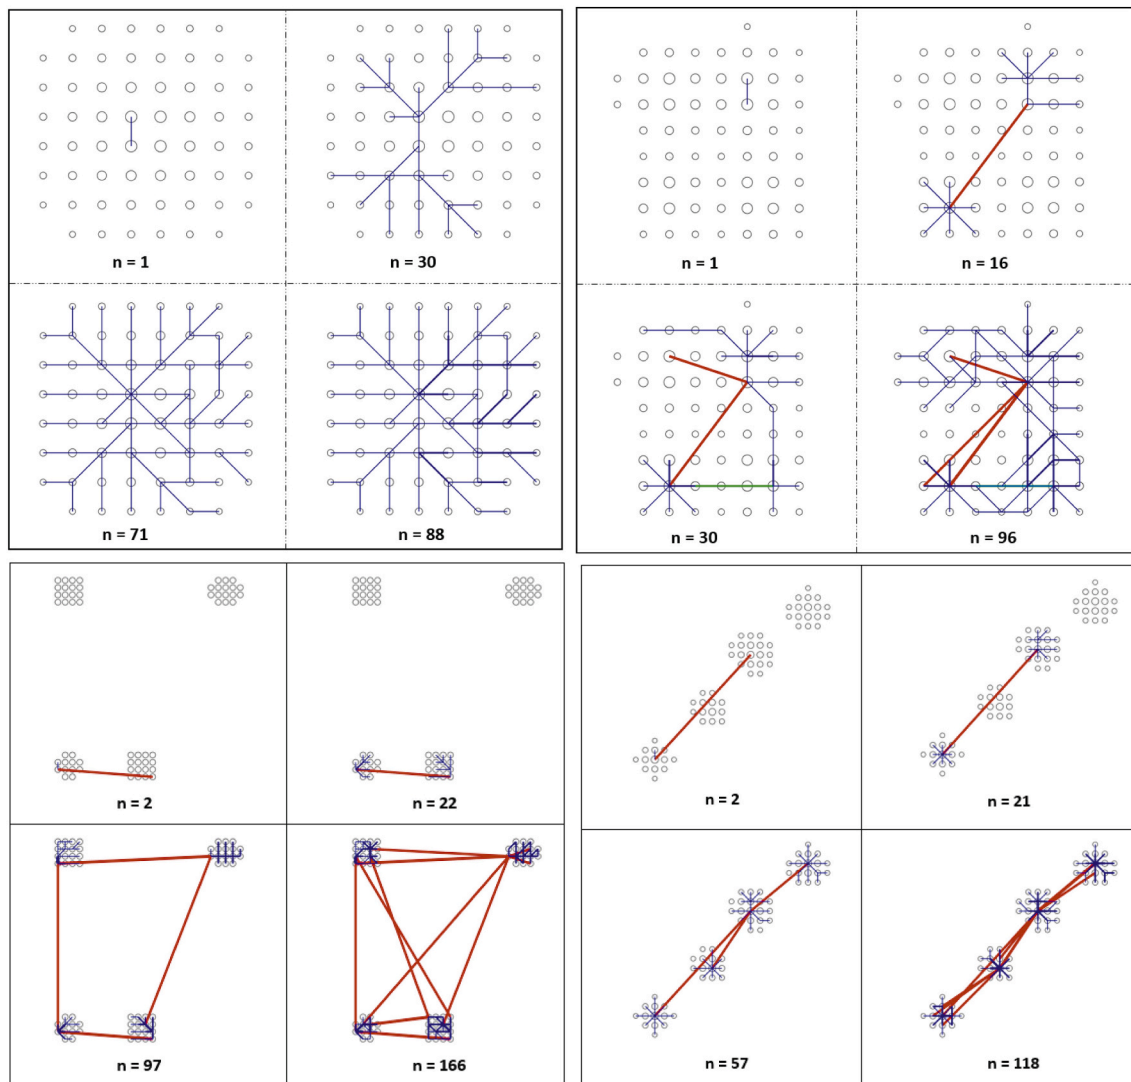 n = 1
n = 30
n = 1
n = 16
n = 71
n = 88
n = 30
n = 96
n = 2
n = 22
n = 2
n = 21
n = 97
n = 166
n = 57
n = 118